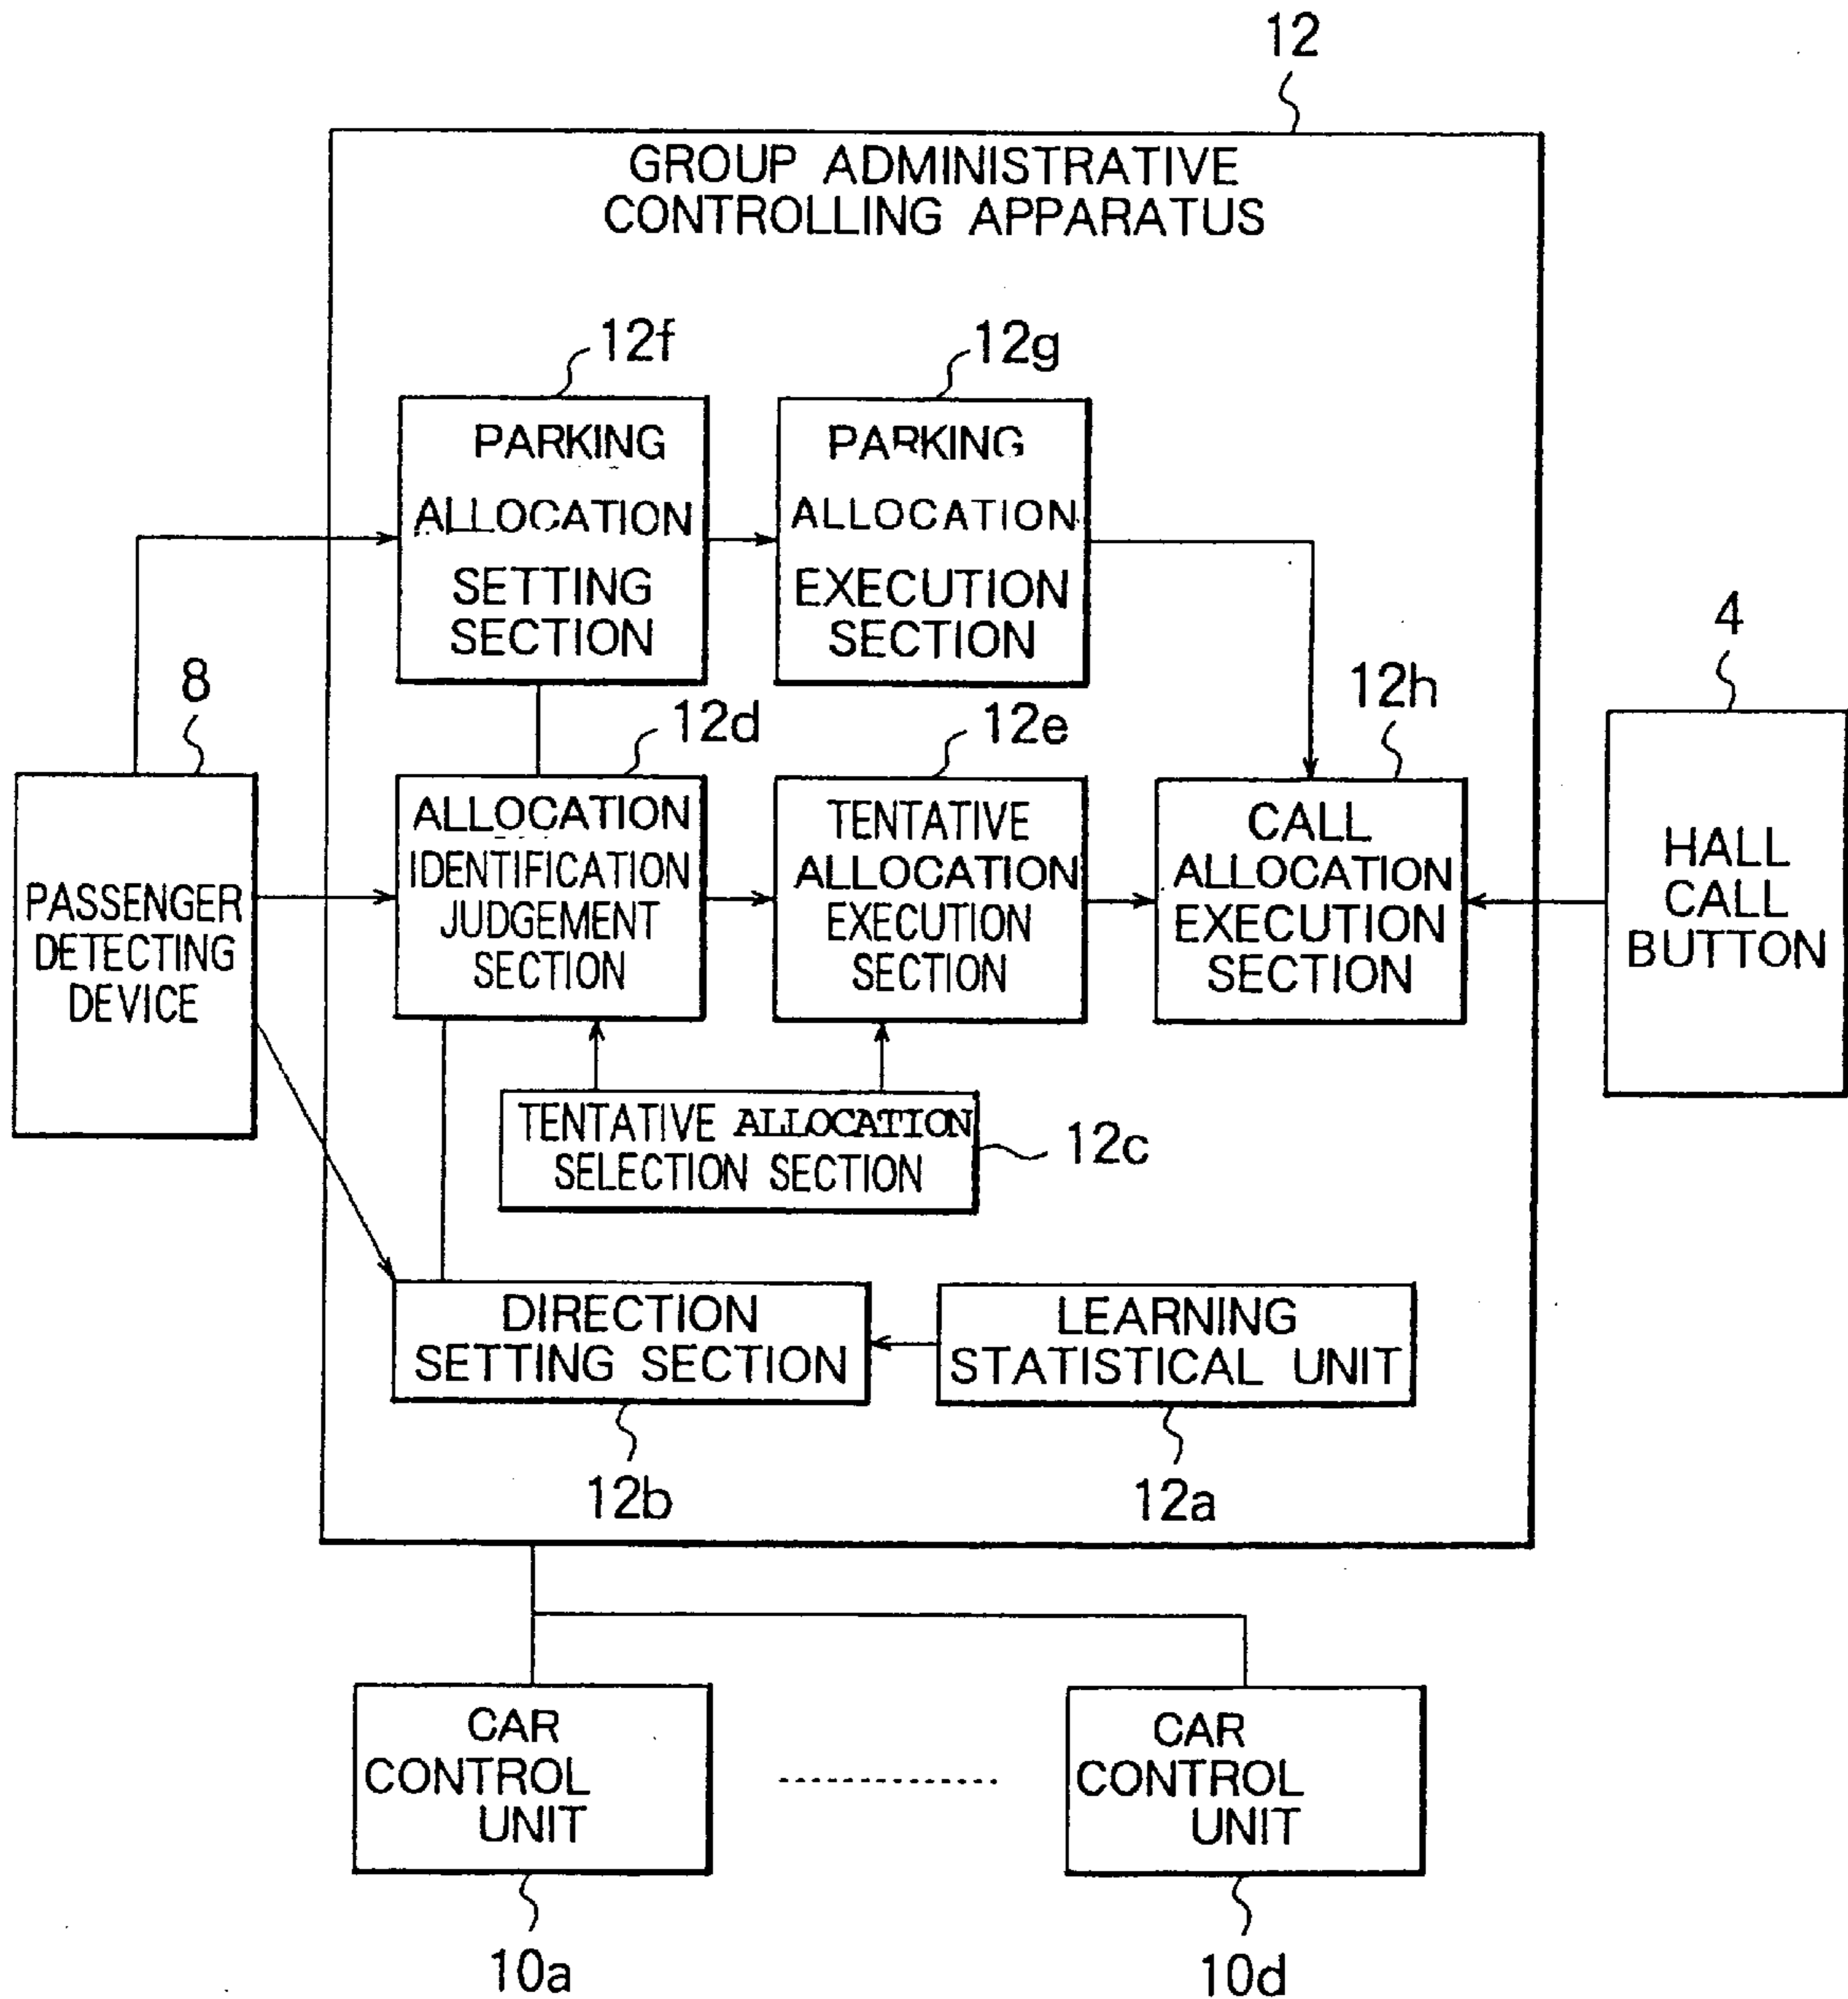 12
GROUP ADMINISTRATIVE
CONTROLLING APPARATUS
12f
PARKING
ALLOCATION
SETTING
SECTION
12g
PARKING
ALLOCATION
EXECUTION
SECTION
8
PASSENGER
DETECTING
DEVICE
12d
ALLOCATION
IDENTIFICATION
JUDGEMENT
SECTION
12e
TENTATIVE
ALLOCATION
EXECUTION
SECTION
12h
CALL
ALLOCATION
EXECUTION
SECTION
4
HALL
CALL
BUTTON
TENTATIVE ALLOCATION
SELECTION SECTION
12c
DIRECTION
SETTING SECTION
12b
LEARNING
STATISTICAL UNIT
12a
CAR
CONTROL
UNIT
10a
CAR
CONTROL
UNIT
10d